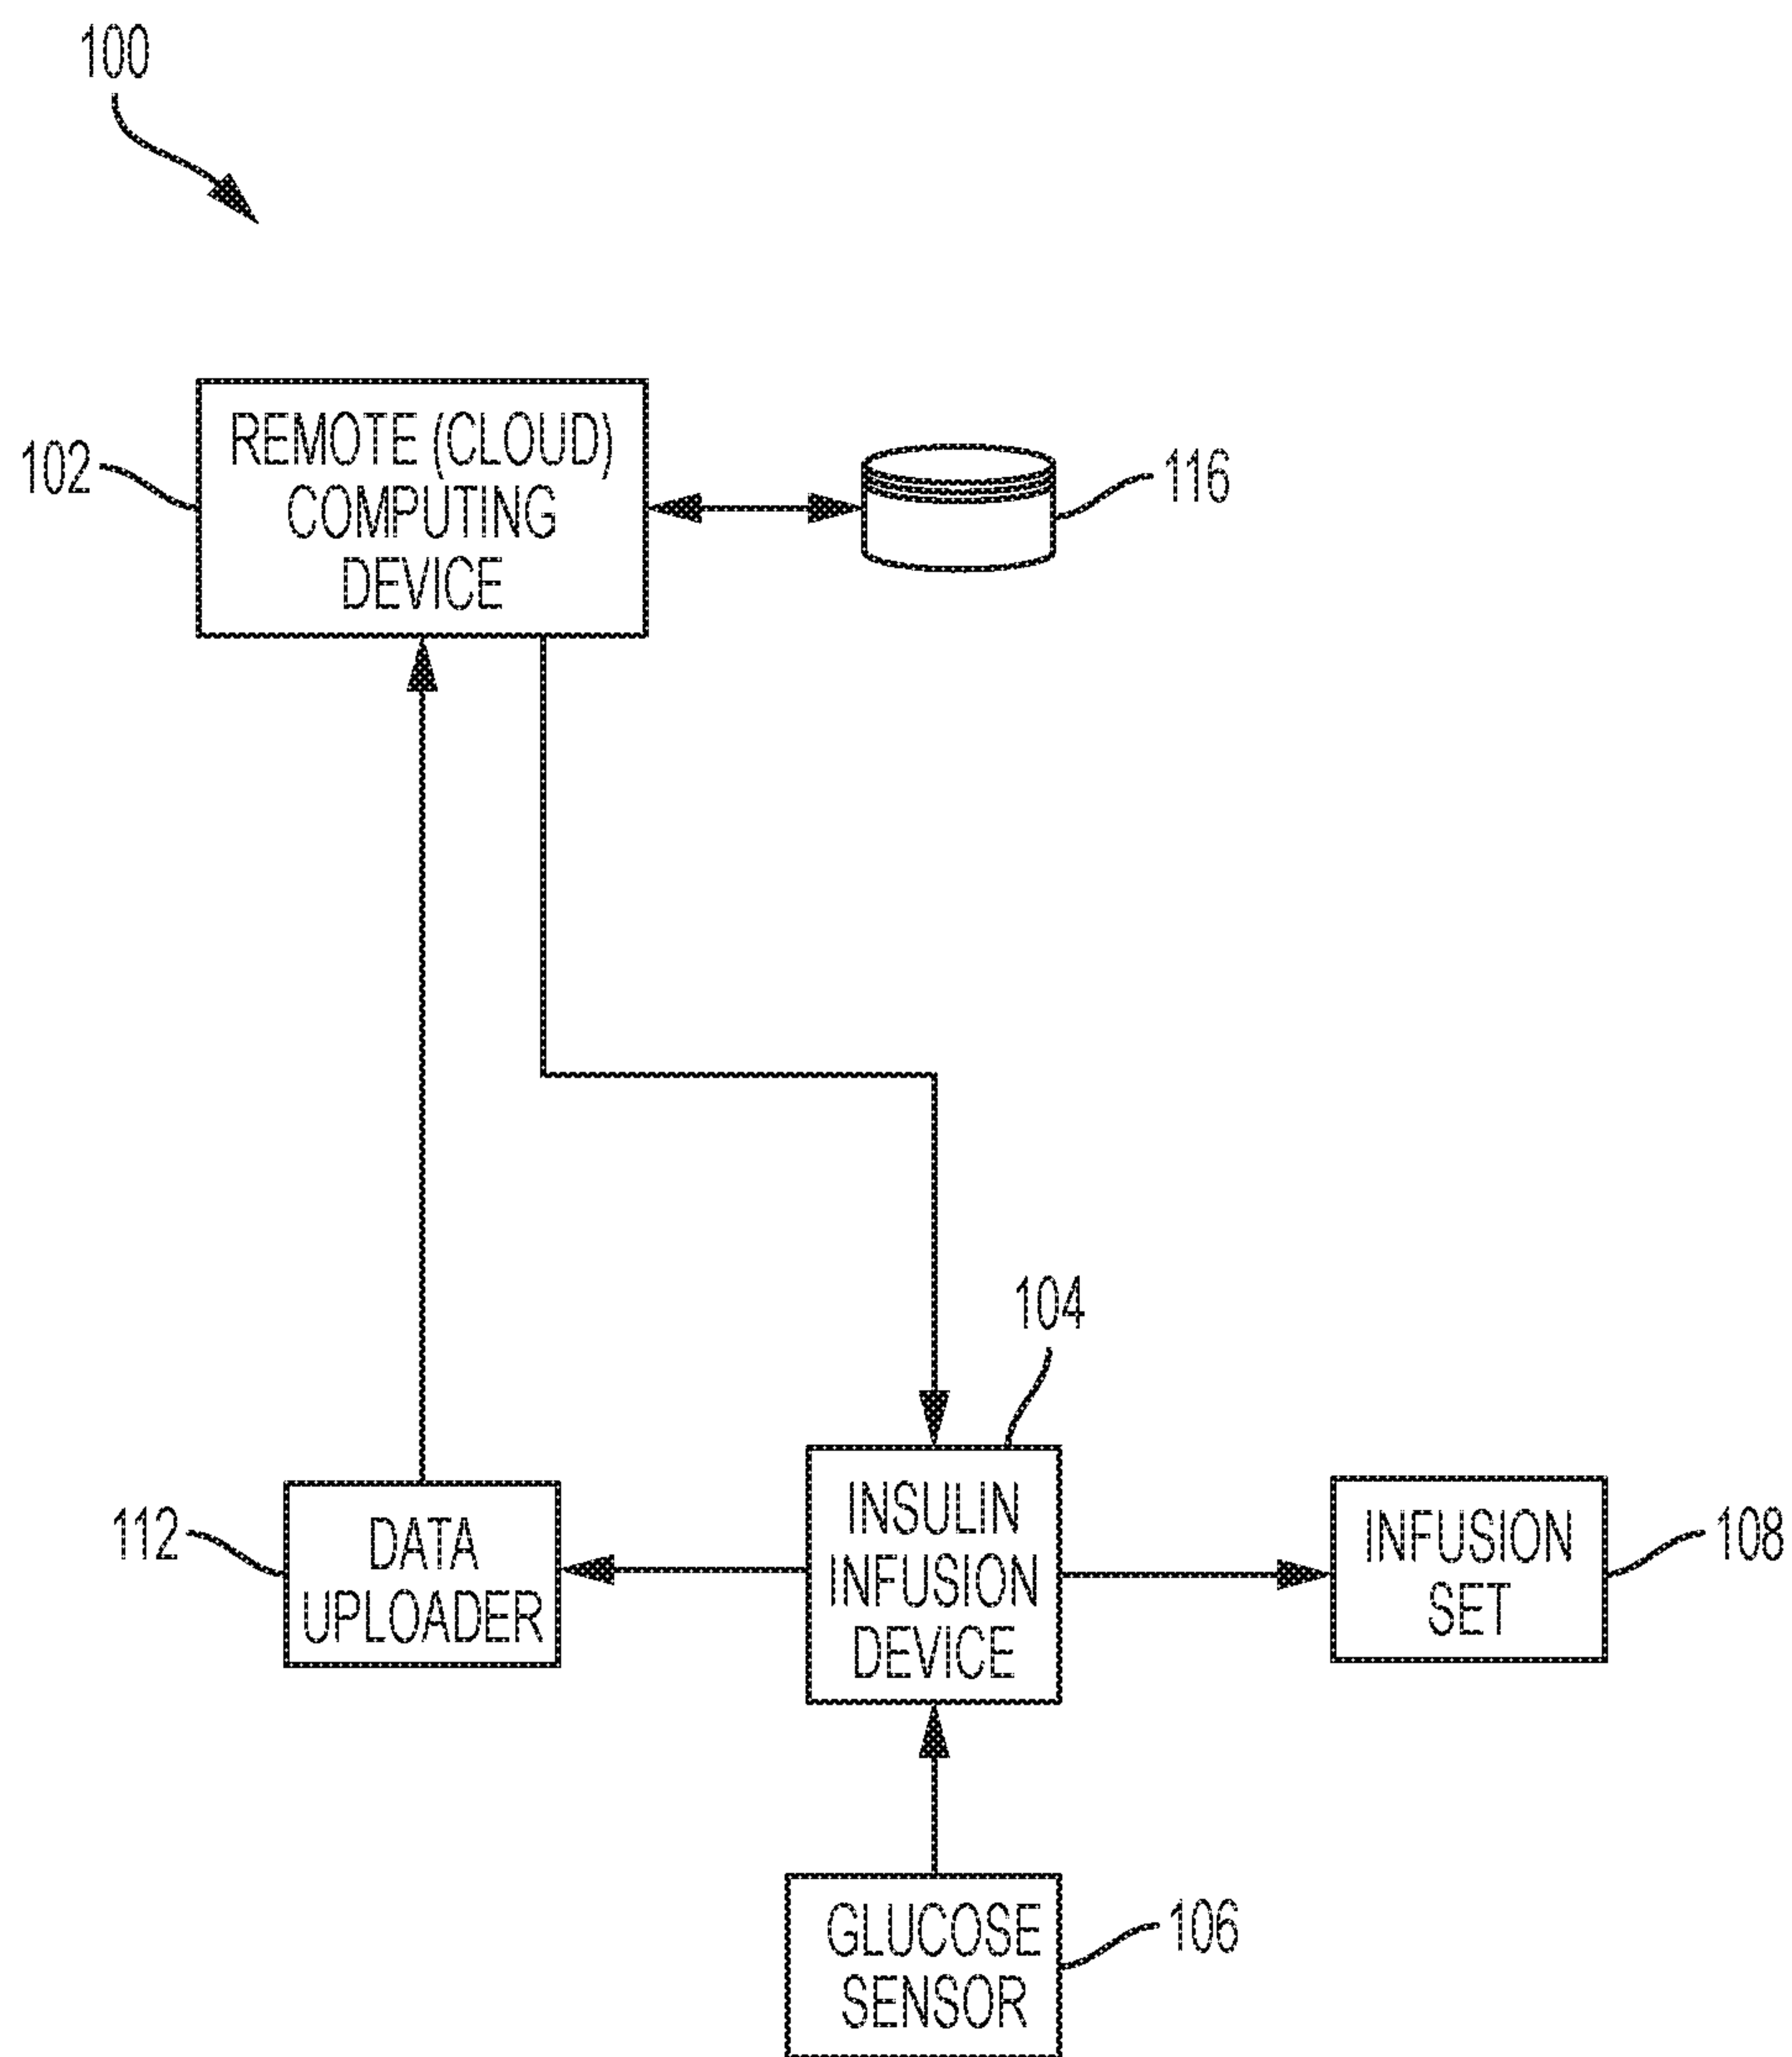 100
102
REMOTE (CLOUD)
COMPUTING
DEVICE
116
104
112
DATA
UPLOADER
INSULIN
INFUSION
DEVICE
INFUSION
SET
108
GLUCOSE
SENSOR
106